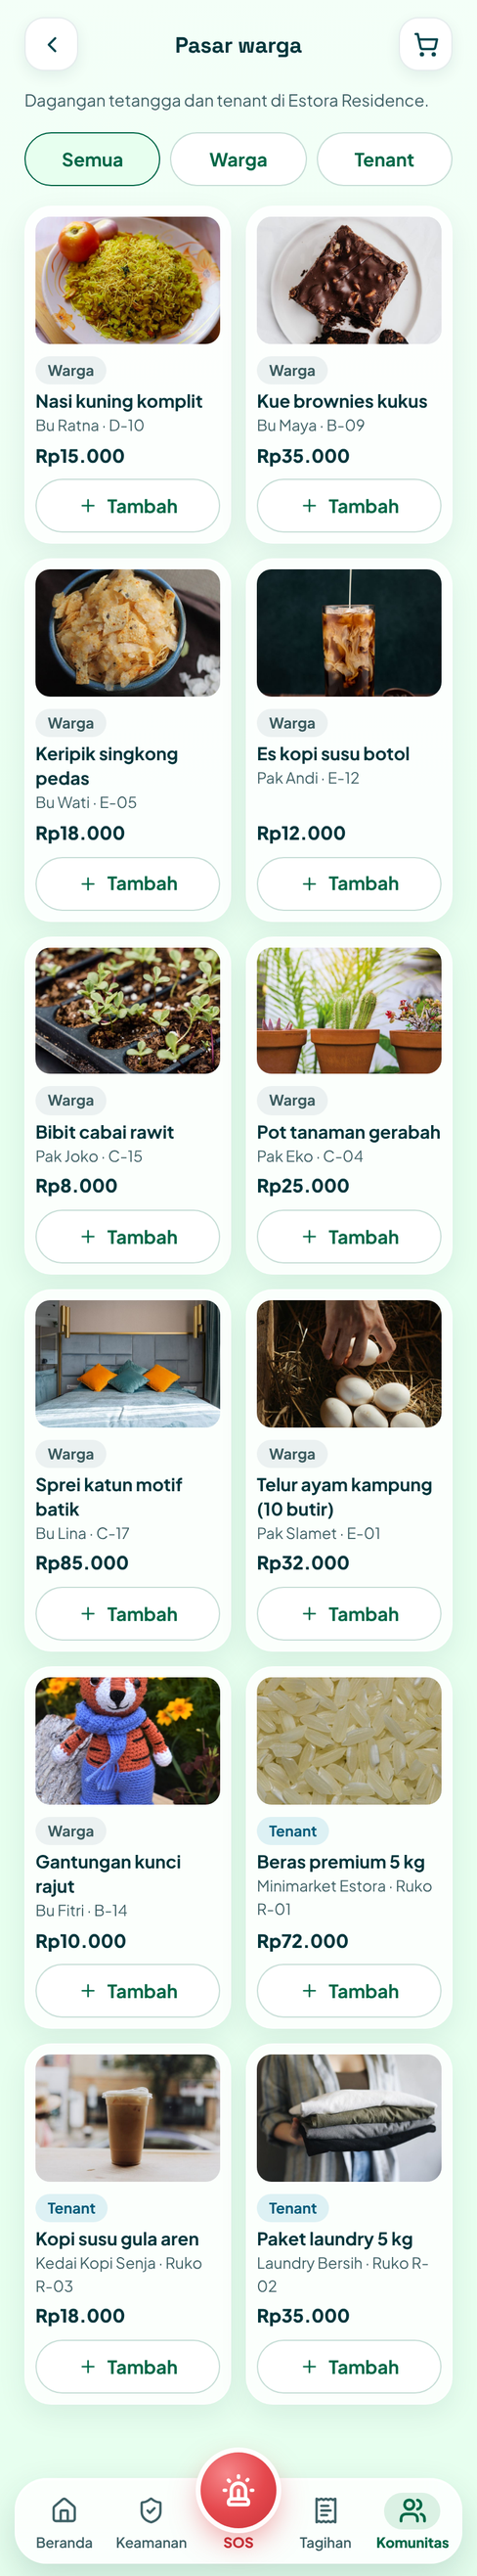 Pasar warga
Dagangan tetangga dan tenant di Estora Residence.
Semua
Warga
Tenant
Warga
Nasi kuning komplit
Bu Ratna · D-10
Rp15.000
+ Tambah
Warga
Kue brownies kukus
Bu Maya · B-09
Rp35.000
+ Tambah
Warga
Keripik singkong
pedas
Bu Wati · E-05
Rp18.000
+ Tambah
Warga
Es kopi susu botol
Pak Andi · E-12
Rp12.000
+ Tambah
Warga
Bibit cabai rawit
Pak Joko · C-15
Rp8.000
+ Tambah
Warga
Pot tanaman gerabah
Pak Eko · C-04
Rp25.000
+ Tambah
Warga
Sprei katun motif
batik
Bu Lina · C-17
Rp85.000
+ Tambah
Warga
Telur ayam kampung
(10 butir)
Pak Slamet · E-01
Rp32.000
+ Tambah
Warga
Gantungan kunci
rajut
Bu Fitri · B-14
Rp10.000
+ Tambah
Tenant
Beras premium 5 kg
Minimarket Estora · Ruko
R-01
Rp72.000
+ Tambah
Tenant
Kopi susu gula aren
Kedai Kopi Senja · Ruko
R-03
Rp18.000
+ Tambah
Tenant
Paket laundry 5 kg
Laundry Bersih · Ruko R-
02
Rp35.000
+ Tambah
Beranda
Keamanan
SOS
Tagihan
Komunitas